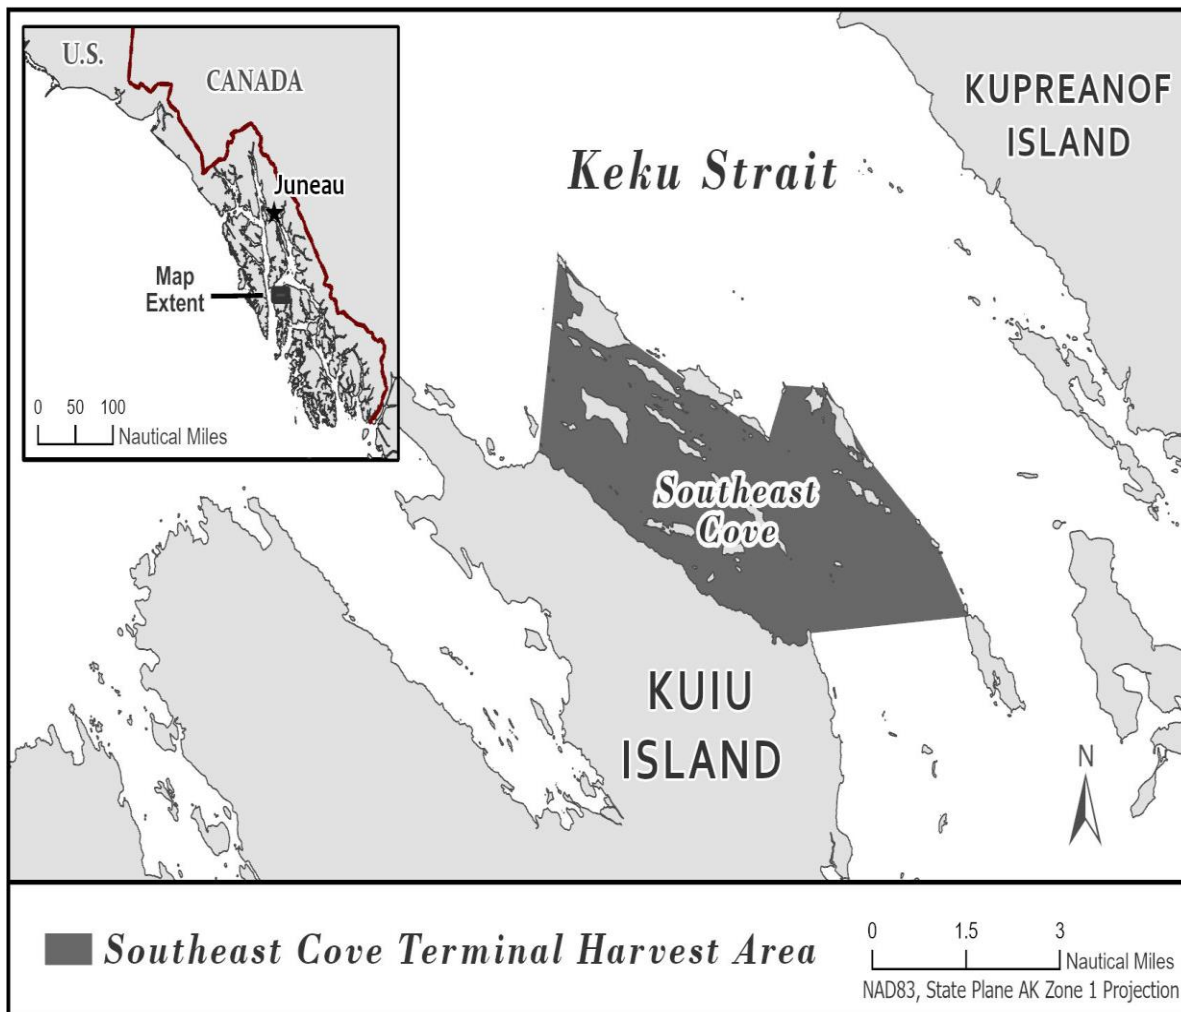 U.S.
CANADA
Juneau
Map
Extent
0 50 100
Nautical Miles
KUPREANOF
ISLAND
Keku Strait
Southeast
Cove
KUIU
ISLAND
N
Southeast Cove Terminal Harvest Area
0 1.5 3
Nautical Miles
NAD83, State Plane AK Zone 1 Projection